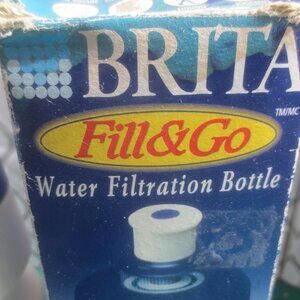 BRITA
Fill&Go
TM/MC
Water Filtration Bottle